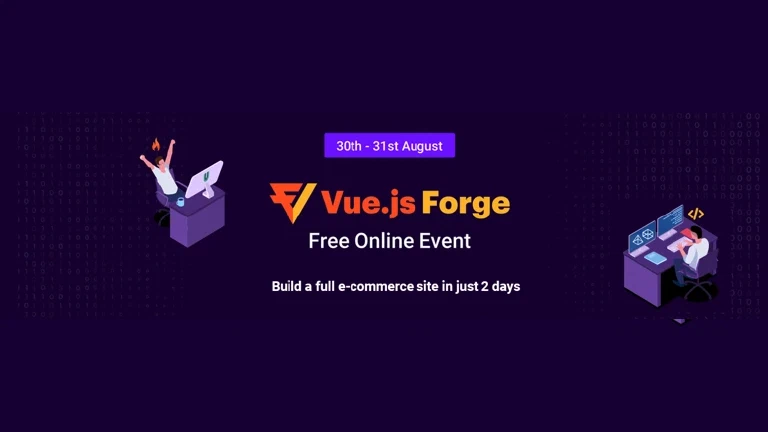 30th - 31st August
Vue.js Forge
Free Online Event
Build a full e-commerce site in just 2 days